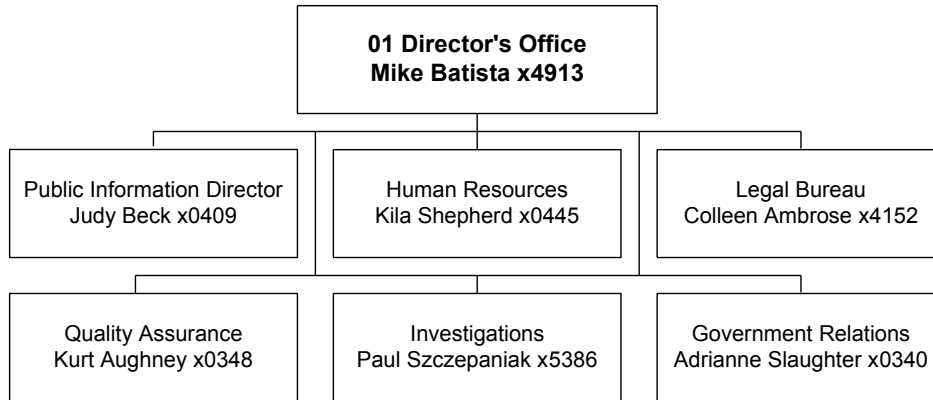 01 Director's Office
Mike Batista x4913
Public Information Director
Judy Beck x0409
Human Resources
Kila Shepherd x0445
Legal Bureau
Colleen Ambrose x4152
Quality Assurance
Kurt Aughney x0348
Investigations
Paul Szczepaniak x5386
Government Relations
Adrianne Slaughter x0340